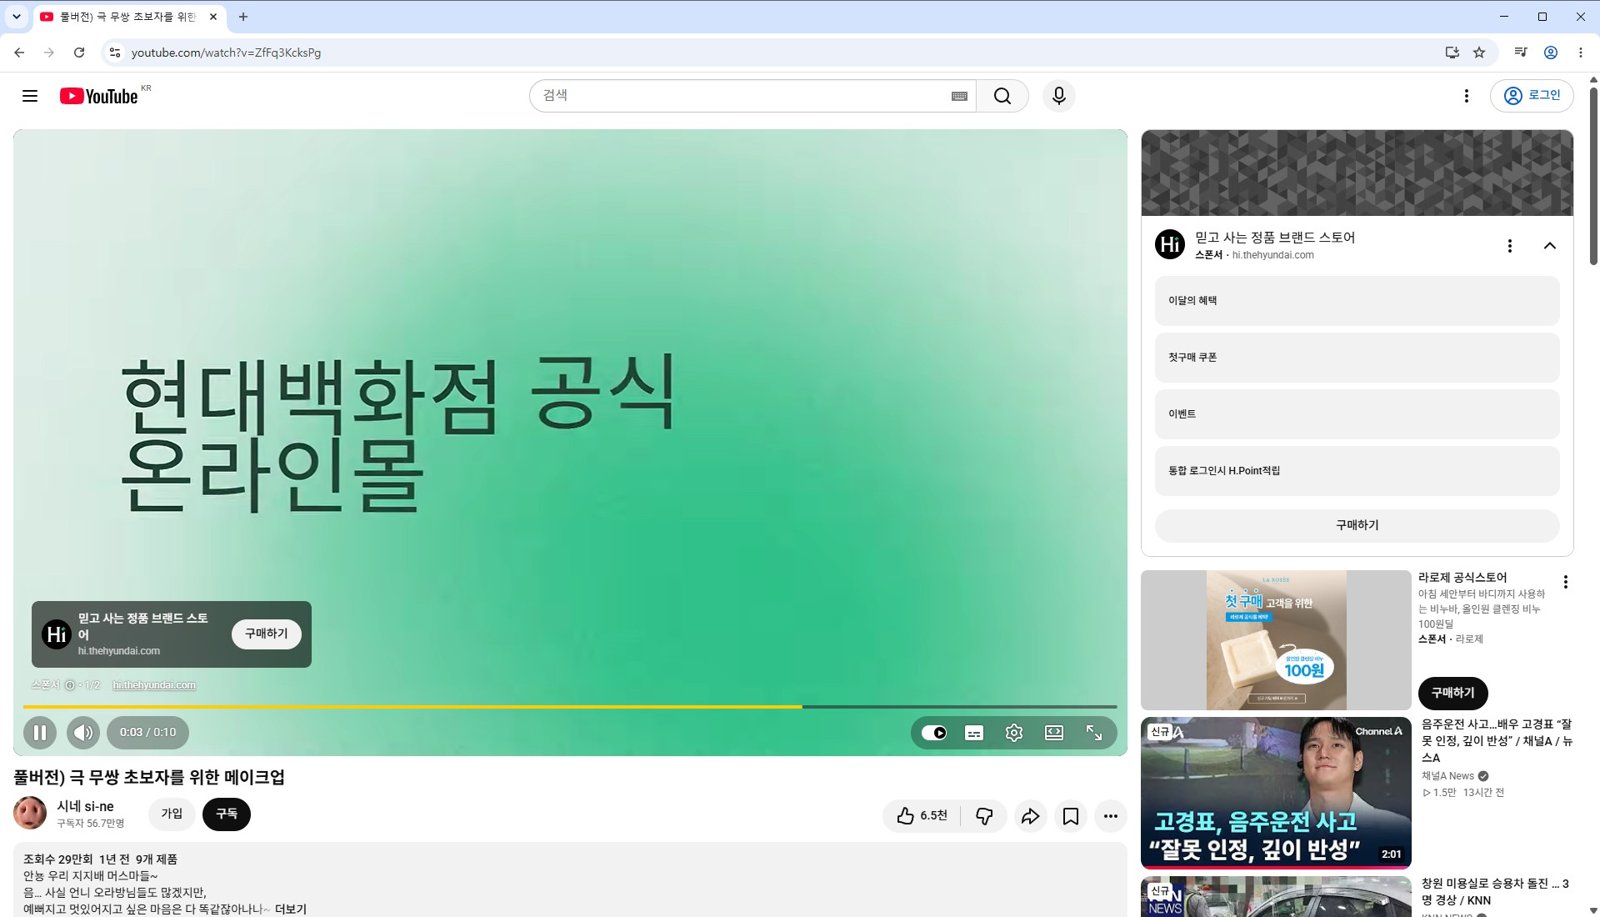 풀버전) 극 무쌍 초보자를 위한
youtube.com/watch?v=ZfFq3KcksPg
YouTube KR
검색
로그인
현대백화점 공식
온라인몰
Hi
믿고 사는 정품 브랜드 스토
어
hi.thehyundai.com
구매하기
스폰서 · 1/2 hi.thehyundai.com
0:03 / 0:10
풀버전) 극 무쌍 초보자를 위한 메이크업
시네 si-ne
구독자 56.7만명
가입
구독
6.5천
조회수 29만회 1년 전 9개 제품
안뇽 우리 지지배 머스마들~
음... 사실 언니 오라방님들도 많겠지만,
예뻐지고 멋있어지고 싶은 마음은 다 똑같잖아나나~ 더보기
Hi
믿고 사는 정품 브랜드 스토어
스폰서 · hi.thehyundai.com
이달의 혜택
첫구매 쿠폰
이벤트
통합 로그인시 H.Point적립
구매하기
첫 구매 고객을 위한
100원
라로제 공식스토어
아침 세안부터 바디까지 사용하
는 비누바, 올인원 클렌징 비누
100원딜
스폰서 · 라로제
구매하기
신규
Channel A
고경표, 음주운전 사고
“잘못 인정, 깊이 반성”
2:01
음주운전 사고…배우 고경표 “잘
못 인정, 깊이 반성” / 채널A / 뉴
스A
채널A News
1.5만 13시간 전
신규
NEWS
창원 미용실로 승용차 돌진 ... 3
명 경상 / KNN